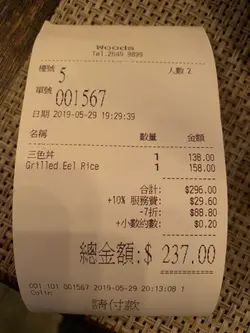 Woods
Tel.2649 9899
檯號 5 人數 2
單號 001567
日期 2019-05-29 19:29:39
名稱 數量 金額
三色丼 1 138.00
Grilled Eel Rice 1 158.00
合計: $296.00
+10% 服務費: $29.60
-7折: $88.80
+小數約數: $0.20
總金額:$ 237.00
001 101 001567 2019-05-29 20:13:08 1
請付款